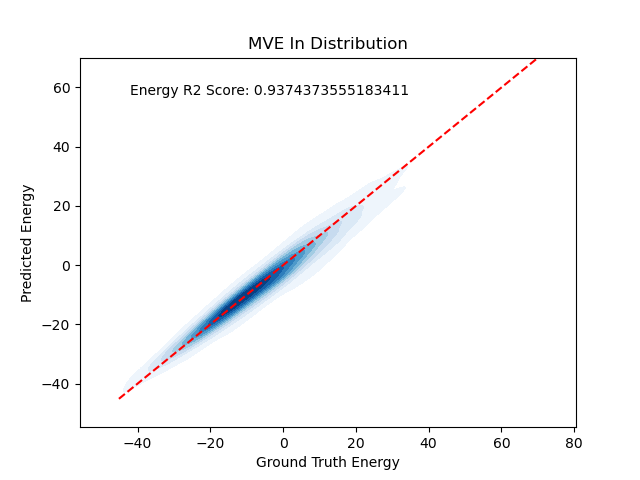 MVE In Distribution
Energy R2 Score: 0.9374373555183411
Predicted Energy
60
40
20
0
−20
−40
−40 −20 0 20 40 60 80
Ground Truth Energy